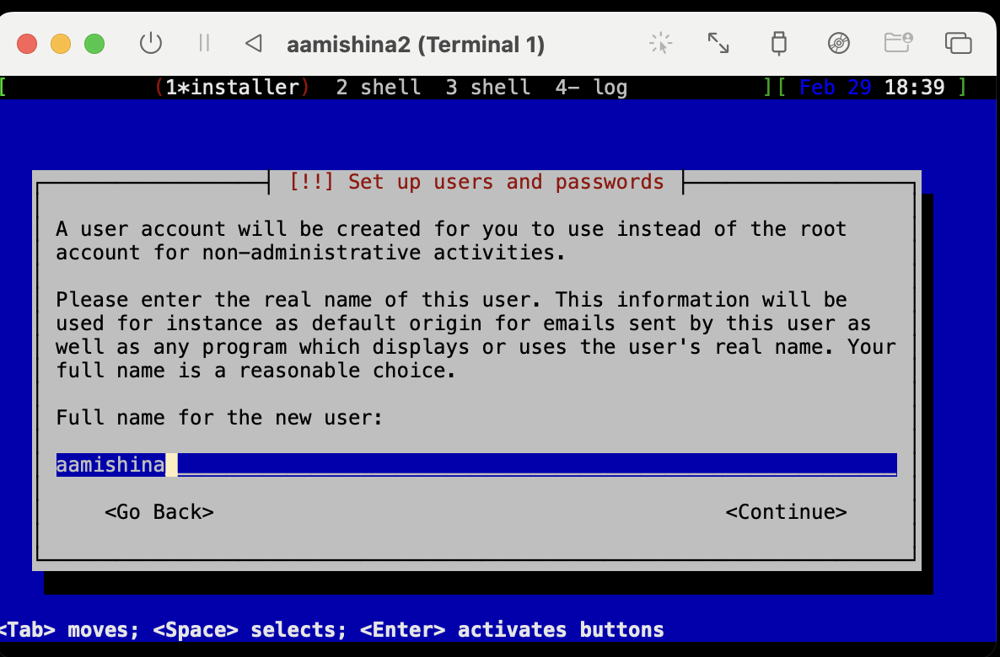 aamishina2 (Terminal 1)
[ (1*installer) 2 shell 3 shell 4- log ][ Feb 29 18:39 ]
[!!] Set up users and passwords
A user account will be created for you to use instead of the root
account for non-administrative activities.
Please enter the real name of this user. This information will be
used for instance as default origin for emails sent by this user as
well as any program which displays or uses the user's real name. Your
full name is a reasonable choice.
Full name for the new user:
aamishina
<Go Back> <Continue>
<Tab> moves; <Space> selects; <Enter> activates buttons